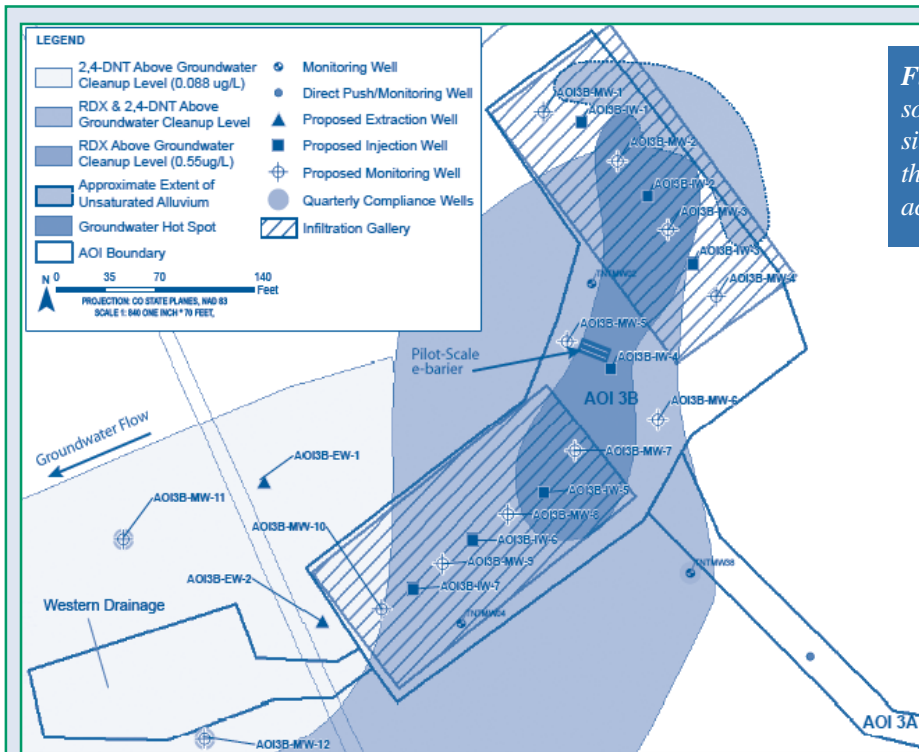 LEGEND
2,4-DNT Above Groundwater
Cleanup Level (0.088 ug/L)
RDX & 2,4-DNT Above
Groundwater Cleanup Level
RDX Above Groundwater
Cleanup Level (0.55ug/L)
Approximate Extent of
Unsaturated Alluvium
Groundwater Hot Spot
AOI Boundary
Monitoring Well
Direct Push/Monitoring Well
Proposed Extraction Well
Proposed Injection Well
Proposed Monitoring Well
Quarterly Compliance Wells
Infiltration Gallery
N 0 35 70 140
Feet
PROJECTION: CO STATE PLANES, NAD 83
SCALE 1: 840 ONE INCH * 70 FEET,
AOI3B-MW-1
AOI3B-IW-1
AOI3B-MW-2
AOI3B-IW-2
AOI3B-MW-3
AOI3B-IW-3
AOI3B-MW-4
TNTMW02
AOI3B-MW-5
Pilot-Scale
e-barier
AOI3B-IW-4
AOI 3B
AOI3B-MW-6
AOI3B-MW-7
Groundwater Flow
AOI3B-EW-1
AOI3B-MW-11
AOI3B-IW-5
AOI3B-MW-10
AOI3B-MW-8
AOI3B-IW-6
AOI3B-MW-9
AOI3B-EW-2
AOI3B-IW-7
TNTMW04
TNTMW38
Western Drainage
AOI3B-MW-12
AOI 3A
F
so
si
th
ac